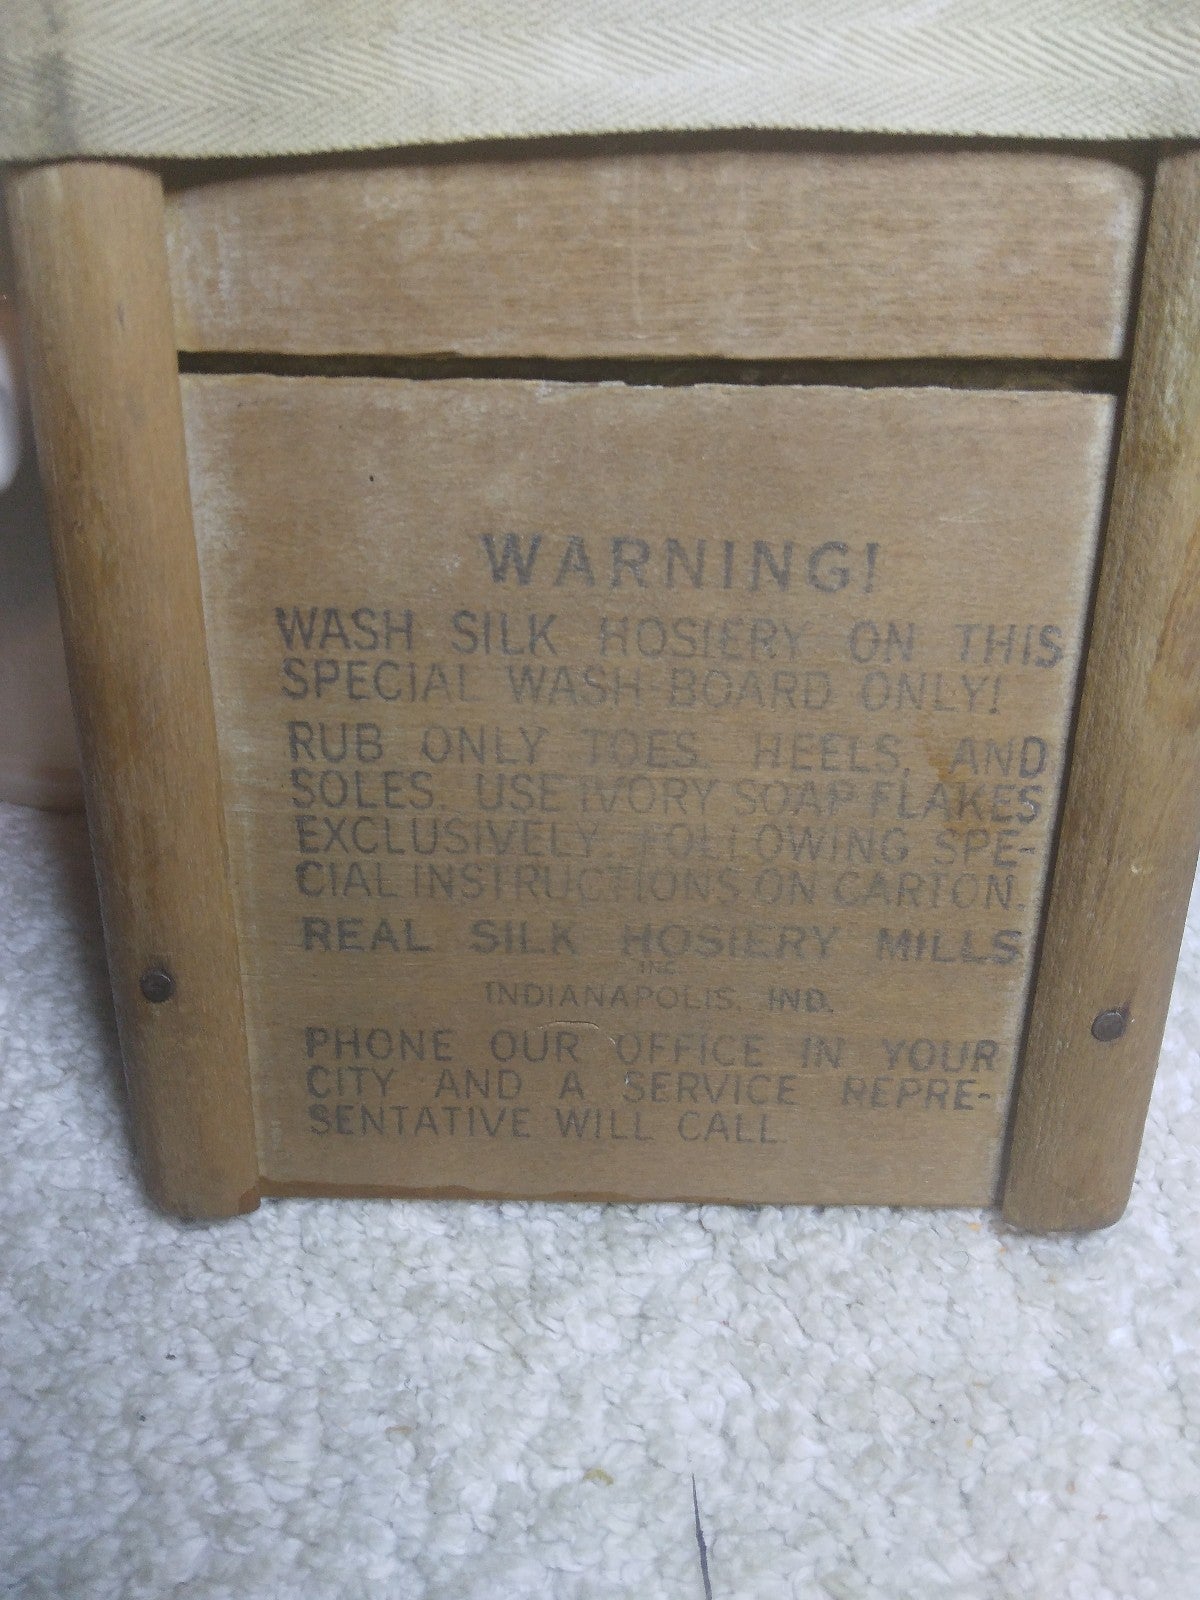 WARNING!
WASH SILK HOSIERY ON THIS
SPECIAL WASH-BOARD ONLY!
RUB ONLY TOES, HEELS, AND
SOLES. USE IVORY SOAP FLAKES
EXCLUSIVELY, FOLLOWING SPE-
CIAL INSTRUCTIONS ON CARTON.
REAL SILK HOSIERY MILLS
INC.
INDIANAPOLIS, IND.
PHONE OUR OFFICE IN YOUR
CITY AND A SERVICE REPRE-
SENTATIVE WILL CALL.